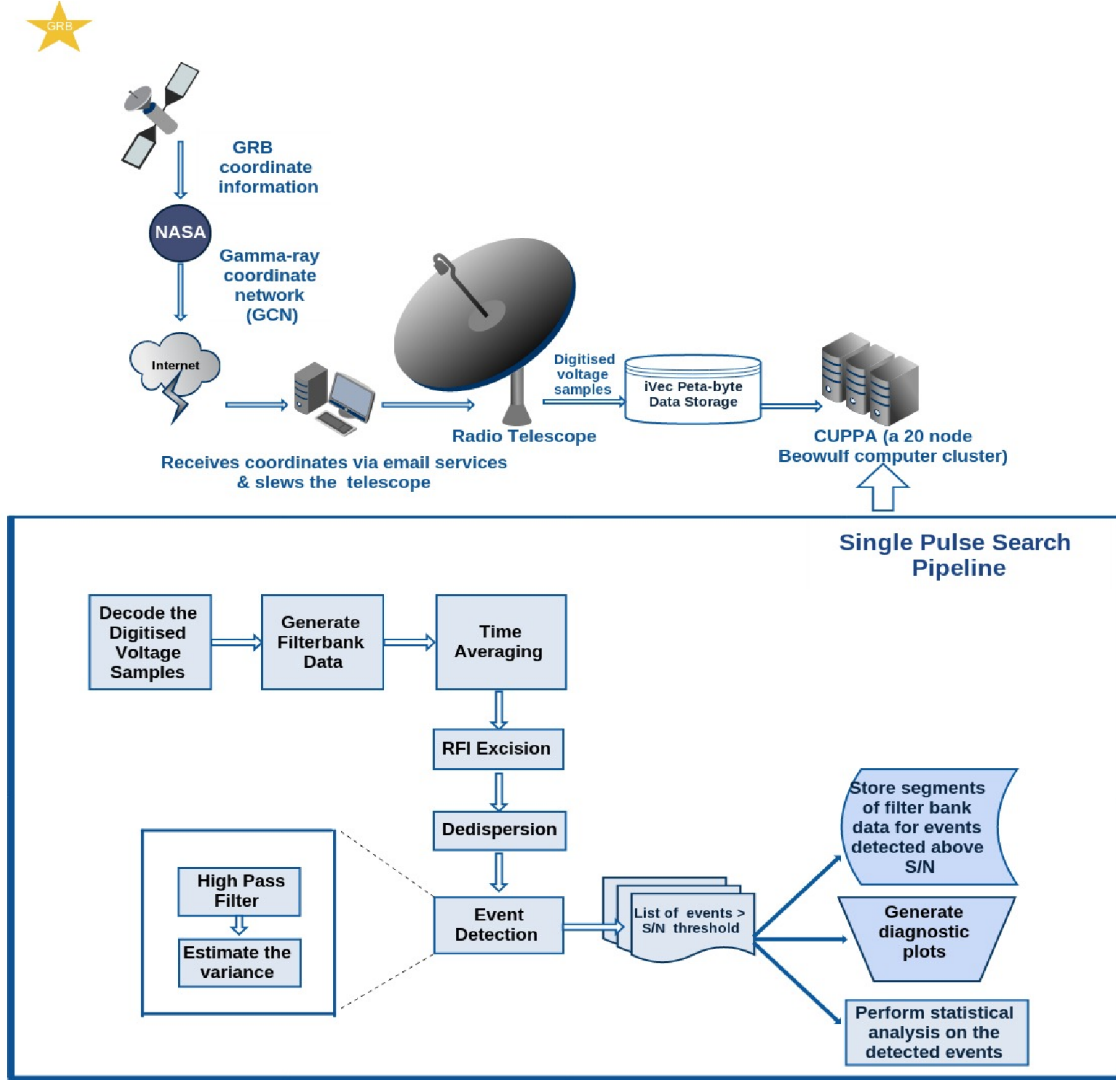 GRB
GRB
coordinate
information
NASA
Gamma-ray
coordinate
network
(GCN)
Internet
Receives coordinates via email services
& slews the telescope
Radio Telescope
Digitised
voltage
samples
iVec Peta-byte
Data Storage
CUPPA (a 20 node
Beowulf computer cluster)
Single Pulse Search
Pipeline
Decode the
Digitised
Voltage
Samples
Generate
Filterbank
Data
Time
Averaging
RFI Excision
Dedispersion
Event
Detection
High Pass
Filter
Estimate the
variance
List of events >
S/N threshold
Store segments
of filter bank
data for events
detected above
S/N
Generate
diagnostic
plots
Perform statistical
analysis on the
detected events